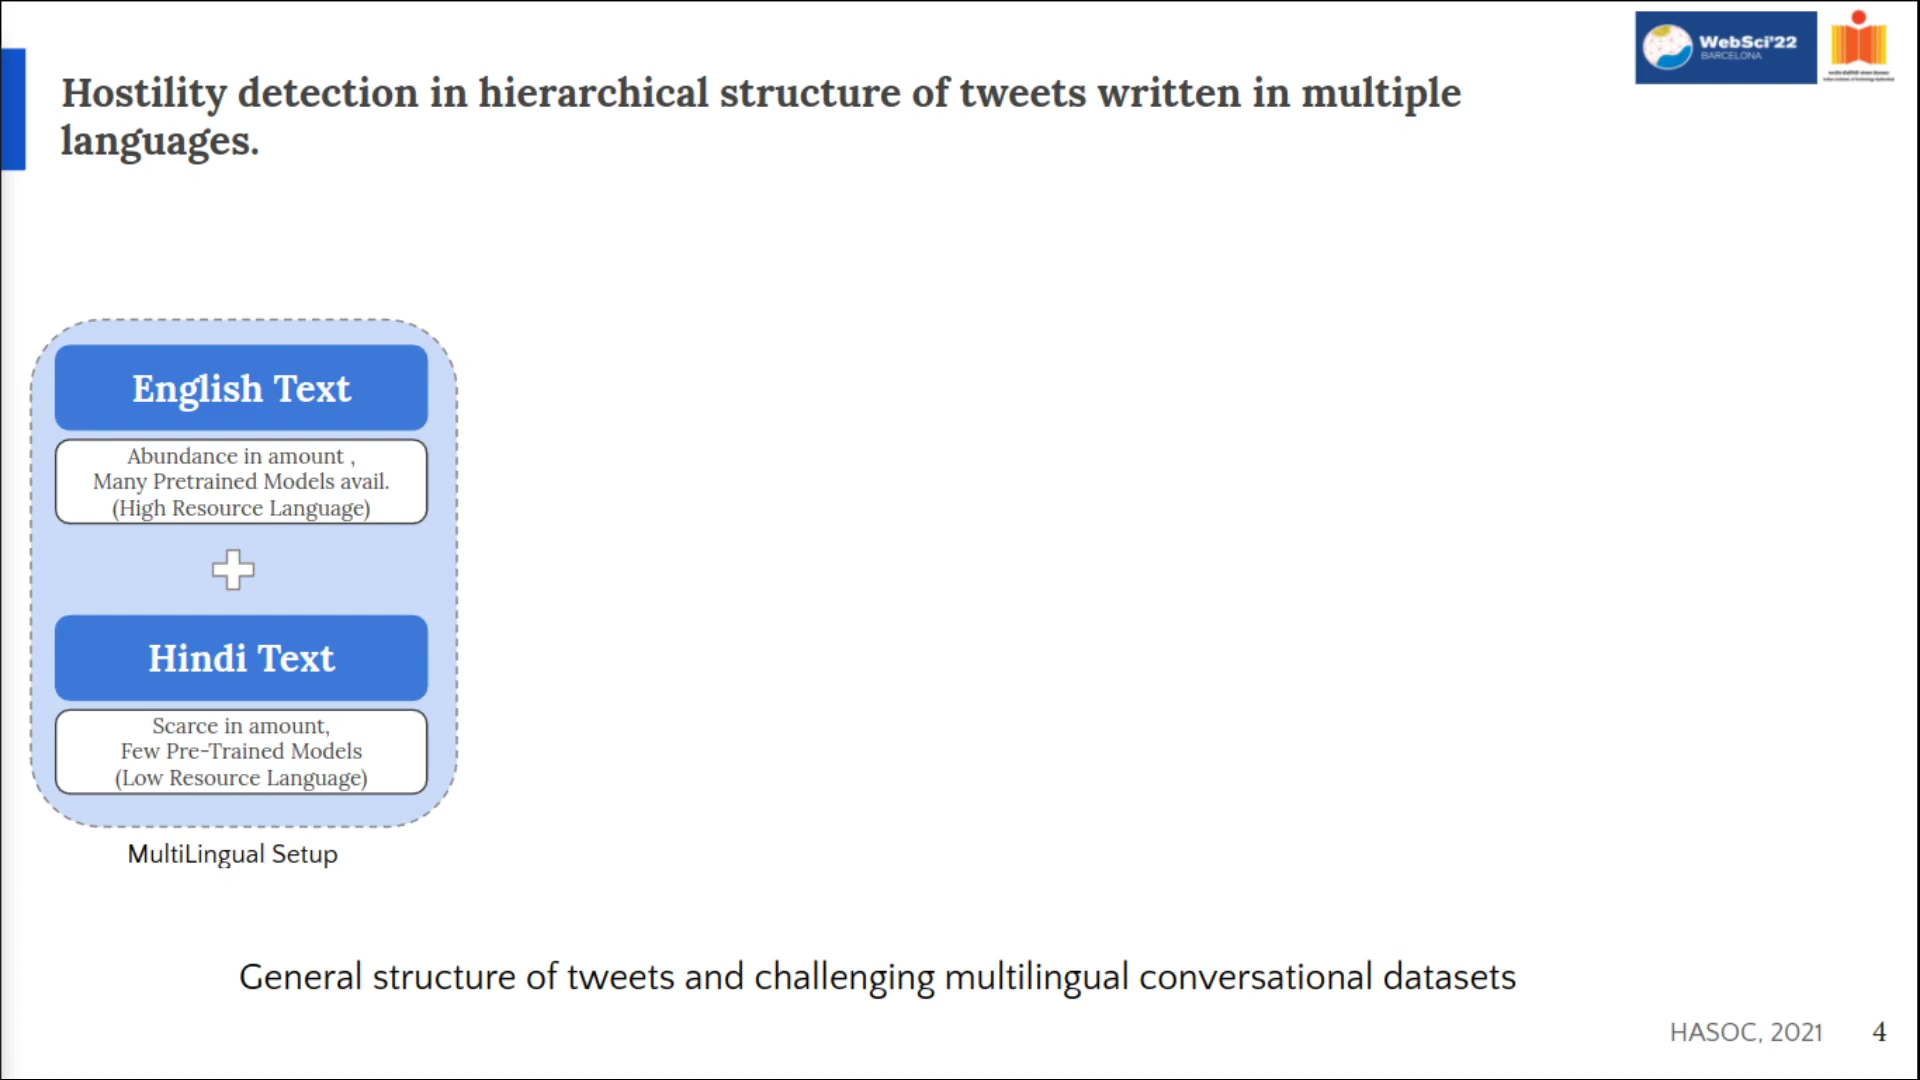 WebSci'22
BARCELONA
Hostility detection in hierarchical structure of tweets written in multiple
languages.
English Text
Abundance in amount ,
Many Pretrained Models avail.
(High Resource Language)
Hindi Text
Scarce in amount,
Few Pre-Trained Models
(Low Resource Language)
MultiLingual Setup
General structure of tweets and challenging multilingual conversational datasets
HASOC, 2021
4